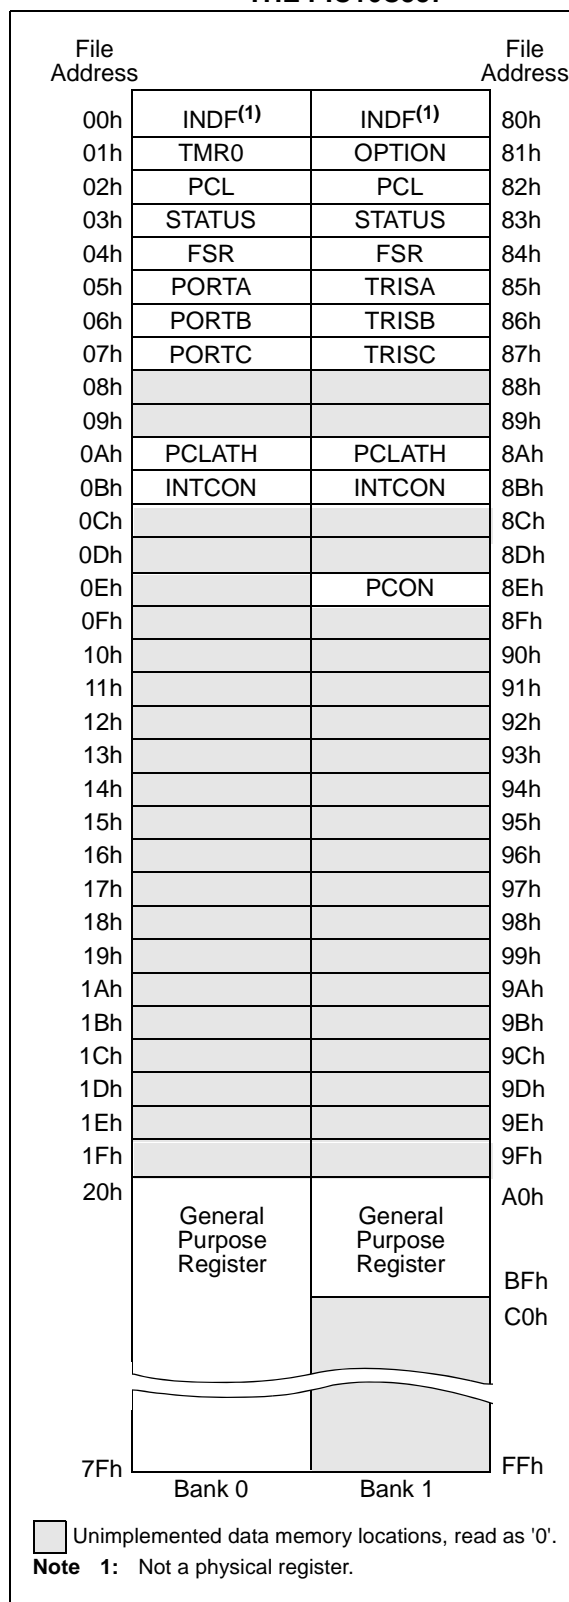 File Address File Address
00h INDF(1) INDF(1) 80h
01h TMR0 OPTION 81h
02h PCL PCL 82h
03h STATUS STATUS 83h
04h FSR FSR 84h
05h PORTA TRISA 85h
06h PORTB TRISB 86h
07h PORTC TRISC 87h
08h 88h
09h 89h
0Ah PCLATH PCLATH 8Ah
0Bh INTCON INTCON 8Bh
0Ch 8Ch
0Dh 8Dh
0Eh PCON 8Eh
0Fh 8Fh
10h 90h
11h 91h
12h 92h
13h 93h
14h 94h
15h 95h
16h 96h
17h 97h
18h 98h
19h 99h
1Ah 9Ah
1Bh 9Bh
1Ch 9Ch
1Dh 9Dh
1Eh 9Eh
1Fh 9Fh
20h General Purpose Register General Purpose Register A0h
BFh
C0h
7Fh FFh
Bank 0 Bank 1
Unimplemented data memory locations, read as '0'.
Note 1: Not a physical register.